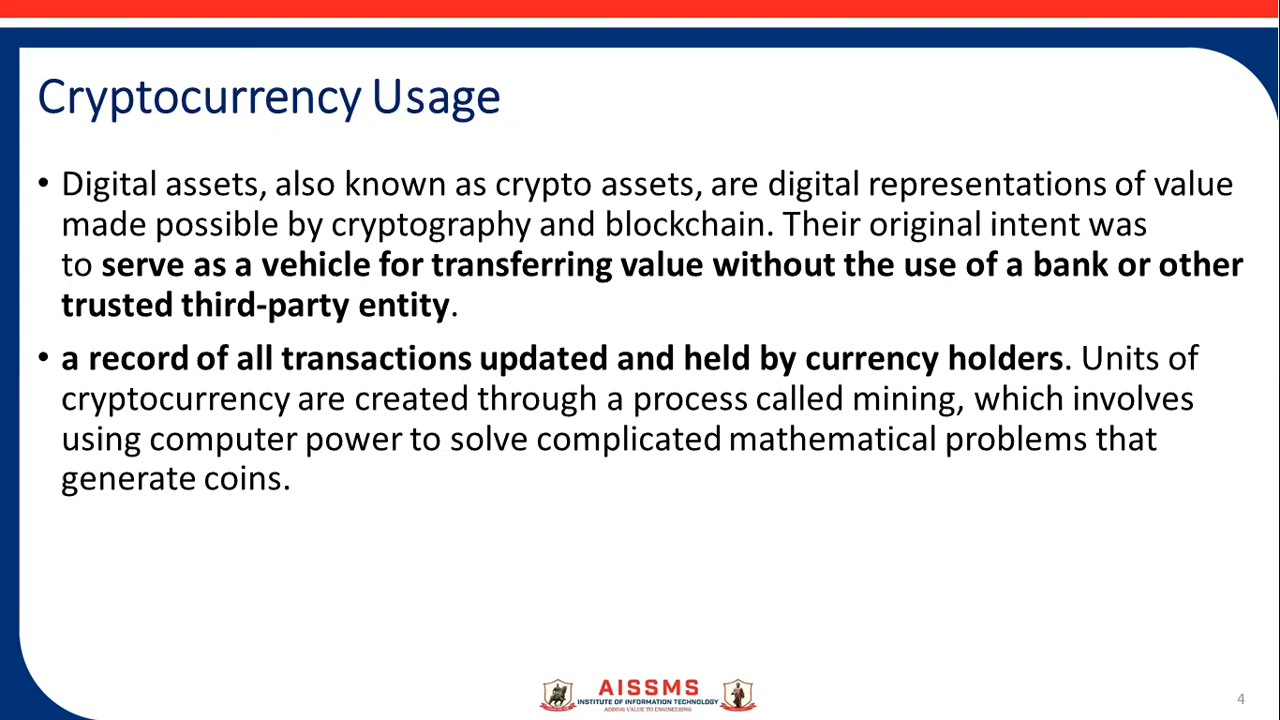 Cryptocurrency Usage
• Digital assets, also known as crypto assets, are digital representations of value
made possible by cryptography and blockchain. Their original intent was
to serve as a vehicle for transferring value without the use of a bank or other
trusted third-party entity.
• a record of all transactions updated and held by currency holders. Units of
cryptocurrency are created through a process called mining, which involves
using computer power to solve complicated mathematical problems that
generate coins.
AISSMS
INSTITUTE OF INFORMATION TECHNOLOGY
ADDING VALUE TO ENGINEERING
4